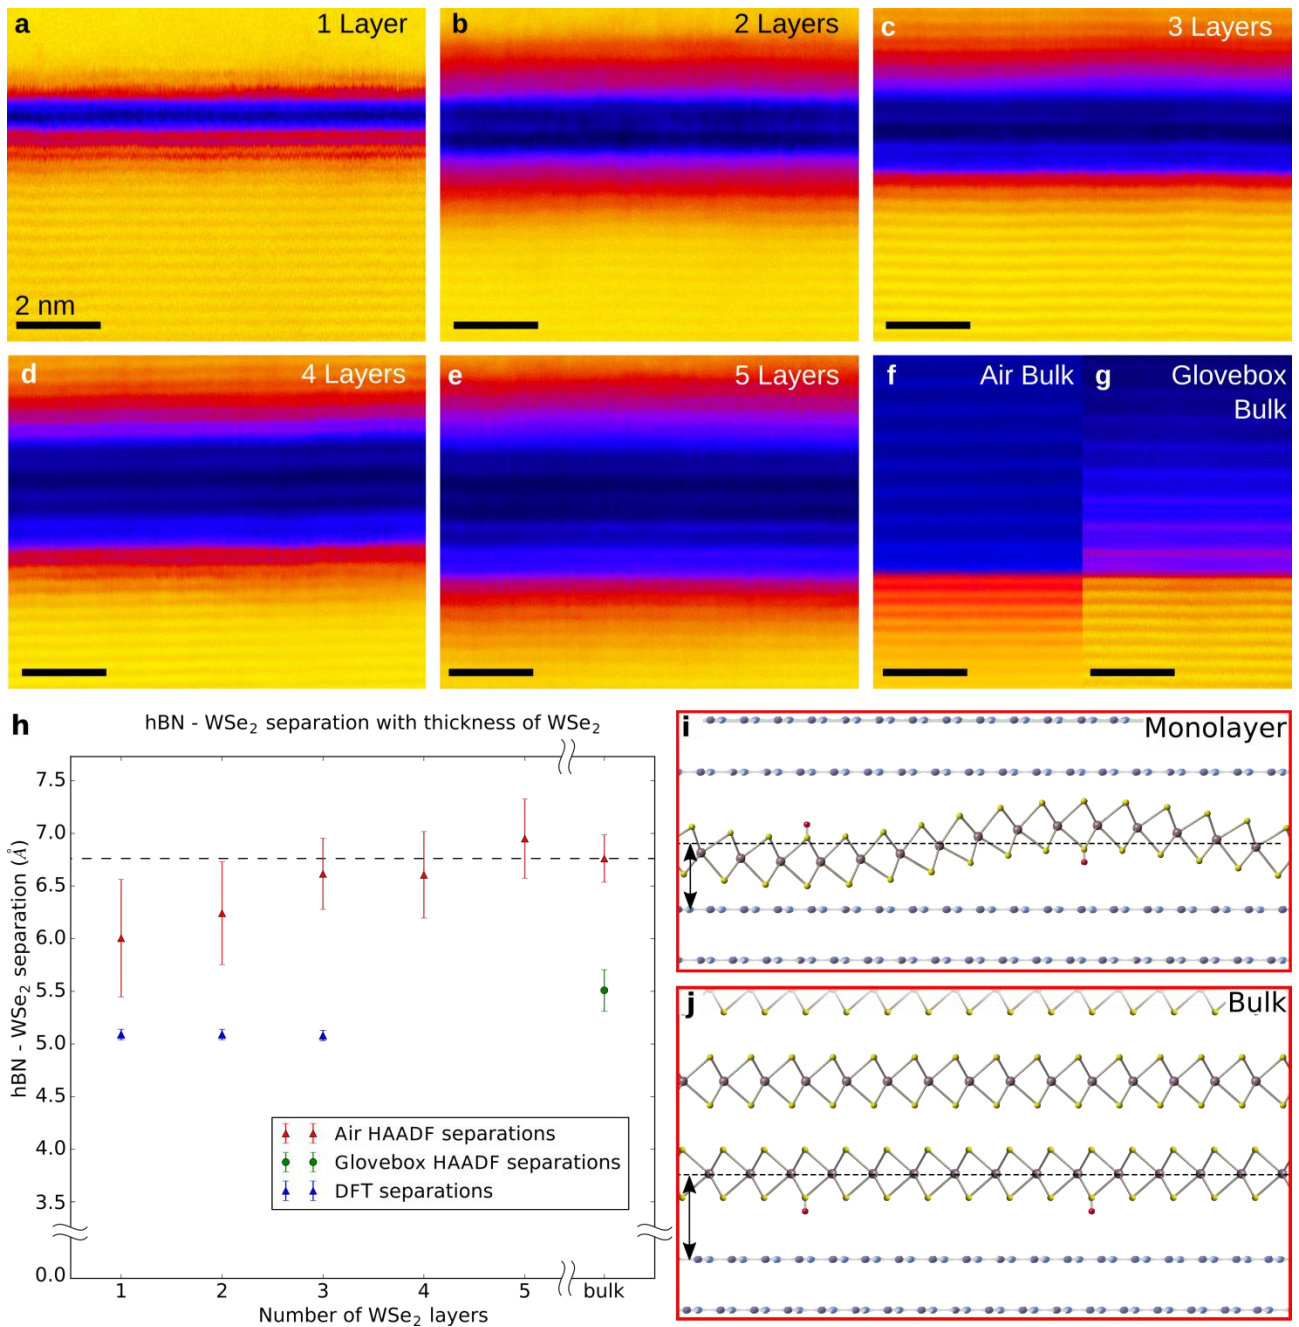 a
1 Layer
b
2 Layers
c
3 Layers
2 nm
d
4 Layers
e
5 Layers
f
Air Bulk
g
Glovebox
Bulk
h
hBN - WSe₂ separation with thickness of WSe₂
hBN - WSe₂ separation (Å)
7.5
7.0
6.5
6.0
5.5
5.0
4.5
4.0
3.5
0.0
Air HAADF separations
Glovebox HAADF separations
DFT separations
1
2
3
4
5
bulk
Number of WSe₂ layers
i
Monolayer
j
Bulk